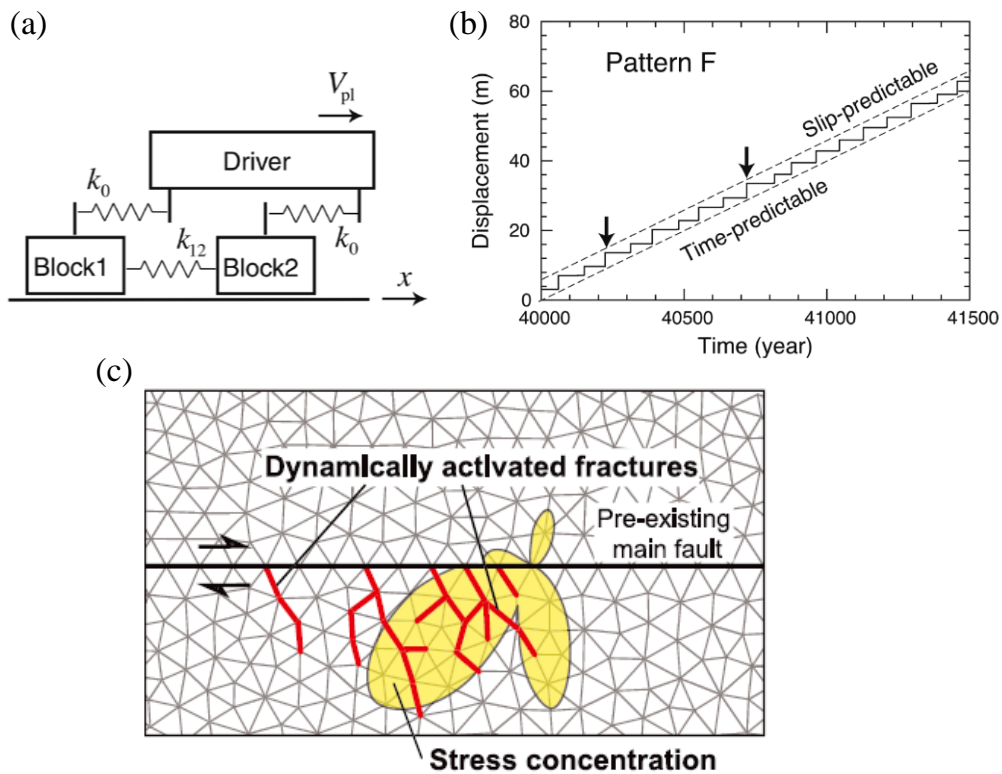 (a)
V_pl
Driver
k_0
k_0
k_12
Block1
Block2
x
(b)
80
60
40
20
0
Displacement (m)
Pattern F
Slip-predictable
Time-predictable
40000
40500
41000
41500
Time (year)
(c)
Dynamically activated fractures
Pre-existing
main fault
Stress concentration